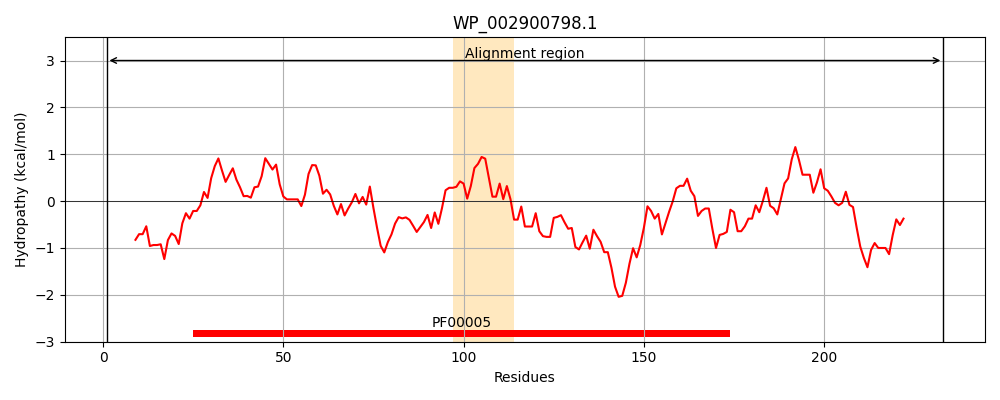 WP_002900798.1
Alignment region
Hydropathy (kcal/mol)
3
2
1
0
−1
−2
−3
PF00005
0 50 100 150 200
Residues